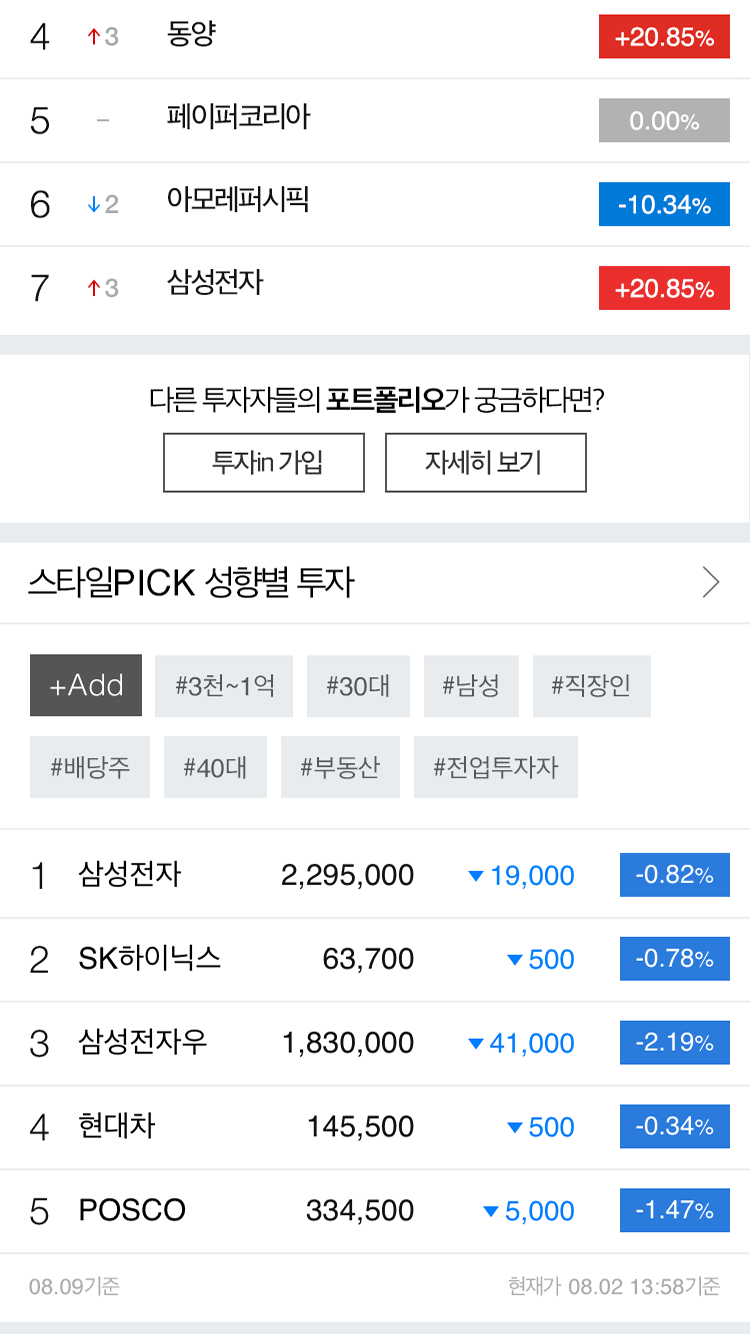 4 ↑3 동양 +20.85%
5 – 페이퍼코리아 0.00%
6 ↓2 아모레퍼시픽 -10.34%
7 ↑3 삼성전자 +20.85%
다른 투자자들의 포트폴리오가 궁금하다면?
투자in 가입 자세히 보기
스타일PICK 성향별 투자
+Add #3천~1억 #30대 #남성 #직장인
#배당주 #40대 #부동산 #전업투자자
1 삼성전자 2,295,000 ▼19,000 -0.82%
2 SK하이닉스 63,700 ▼500 -0.78%
3 삼성전자우 1,830,000 ▼41,000 -2.19%
4 현대차 145,500 ▼500 -0.34%
5 POSCO 334,500 ▼5,000 -1.47%
08.09기준 현재가 08.02 13:58기준